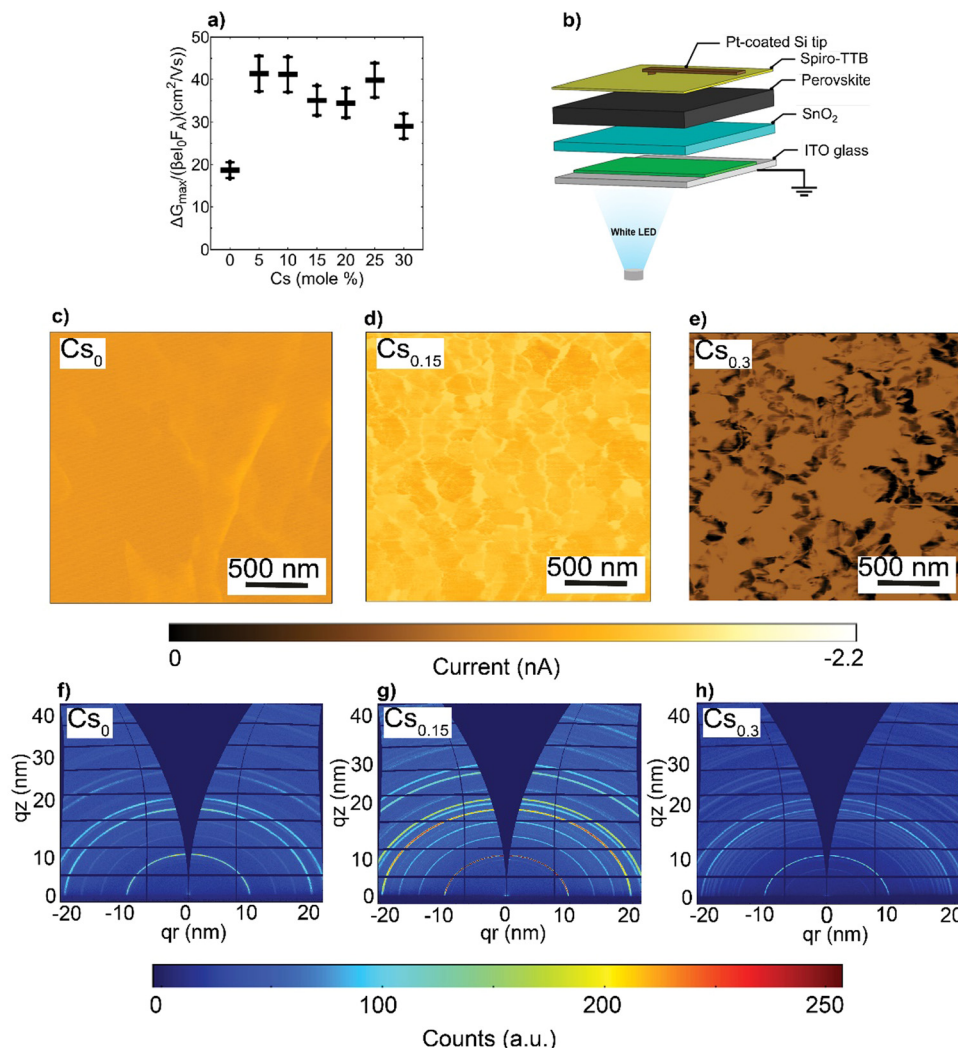 a)
ΔG_max/(βeI₀F_A)(cm²/Vs))
50
40
30
20
10
0
0 5 10 15 20 25 30
Cs (mole %)
b)
Pt-coated Si tip
Spiro-TTB
Perovskite
SnO₂
ITO glass
White LED
c)
Cs₀
500 nm
d)
Cs₀.₁₅
500 nm
e)
Cs₀.₃
500 nm
0 -2.2
Current (nA)
f)
Cs₀
qz (nm)
40
30
20
10
0
-20 -10 0 10 20
qr (nm)
g)
Cs₀.₁₅
qz (nm)
40
30
20
10
0
-20 -10 0 10 20
qr (nm)
h)
Cs₀.₃
qz (nm)
40
30
20
10
0
-20 -10 0 10 20
qr (nm)
0 100 200 250
Counts (a.u.)